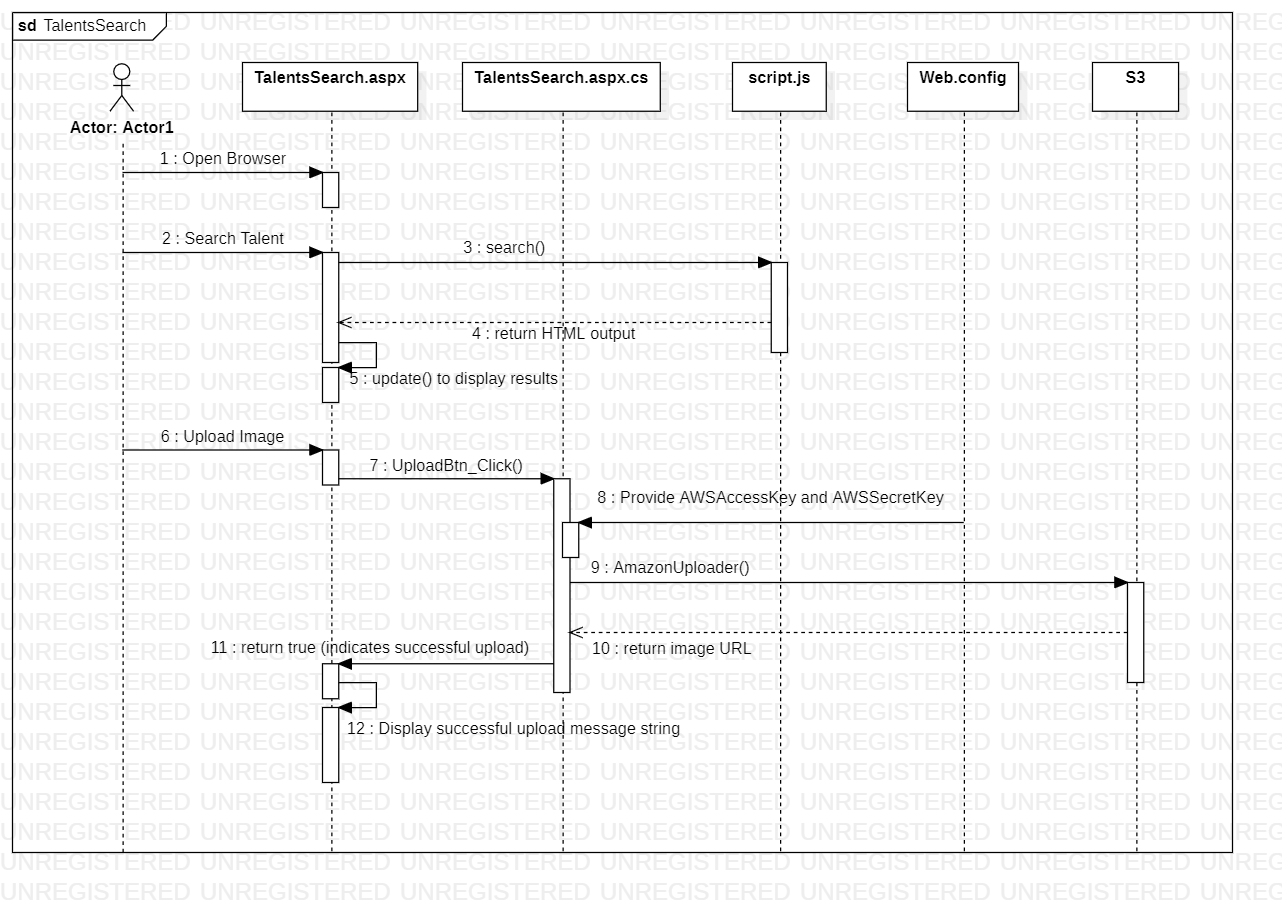 sd TalentsSearch
TalentsSearch.aspx
TalentsSearch.aspx.cs
script.js
Web.config
S3
Actor: Actor1
1 : Open Browser
2 : Search Talent
3 : search()
4 : return HTML output
5 : update() to display results
6 : Upload Image
7 : UploadBtn_Click()
8 : Provide AWSAccessKey and AWSSecretKey
9 : AmazonUploader()
10 : return image URL
11 : return true (indicates successful upload)
12 : Display successful upload message string
UNREGISTERED UNREGISTERED UNREGISTERED UNREGISTERED UNREGISTERED UNREGISTERED